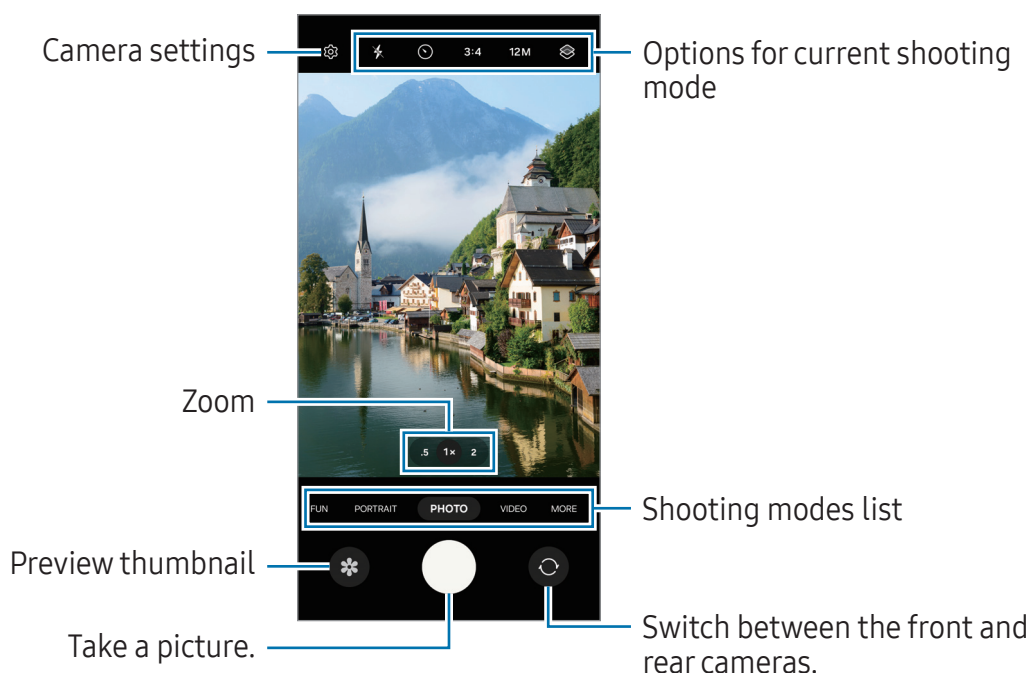 Camera settings
3:4 12M
Options for current shooting
mode
Zoom
.5 1× 2
FUN PORTRAIT PHOTO VIDEO MORE
Shooting modes list
Preview thumbnail
Take a picture.
Switch between the front and
rear cameras.